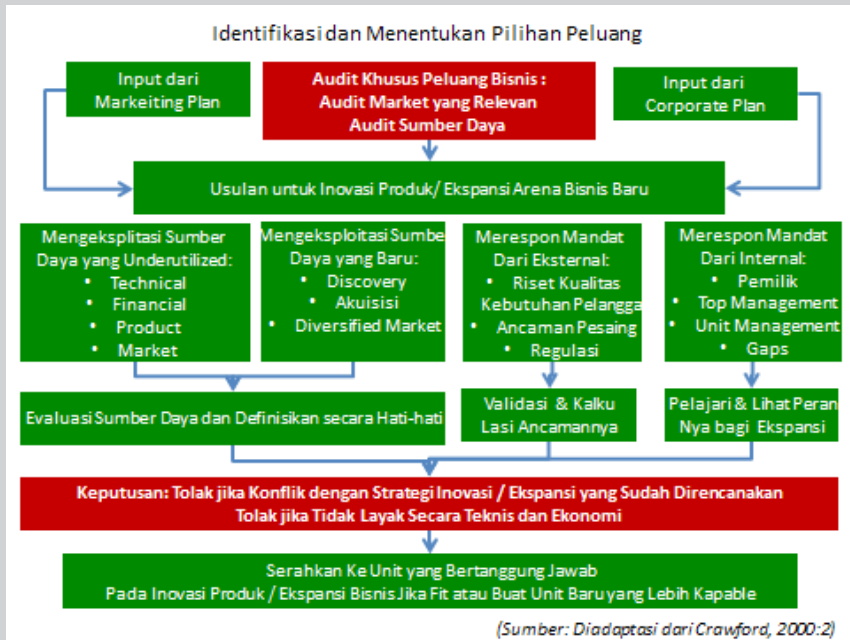 Identifikasi dan Menentukan Pilihan Peluang
Input dari
Markeiting Plan
Audit Khusus Peluang Bisnis :
Audit Market yang Relevan
Audit Sumber Daya
Input dari
Corporate Plan
Usulan untuk Inovasi Produk/ Ekspansi Arena Bisnis Baru
Mengeksplitasi Sumber
Daya yang Underutilized:
• Technical
• Financial
• Product
• Market
Mengeksploitasi Sumbe
Daya yang Baru:
• Discovery
• Akuisisi
• Diversified Market
Merespon Mandat
Dari Eksternal:
• Riset Kualitas
Kebutuhan Pelangga
• Ancaman Pesaing
• Regulasi
Merespon Mandat
Dari Internal:
• Pemilik
• Top Management
• Unit Management
• Gaps
Evaluasi Sumber Daya dan Definisikan secara Hati-hati
Validasi & Kalku
Lasi Ancamannya
Pelajari & Lihat Peran
Nya bagi Ekspansi
Keputusan: Tolak jika Konflik dengan Strategi Inovasi / Ekspansi yang Sudah Direncanakan
Tolak jika Tidak Layak Secara Teknis dan Ekonomi
Serahkan Ke Unit yang Bertanggung Jawab
Pada Inovasi Produk / Ekspansi Bisnis Jika Fit atau Buat Unit Baru yang Lebih Kapable
(Sumber: Diadaptasi dari Crawford, 2000:2)